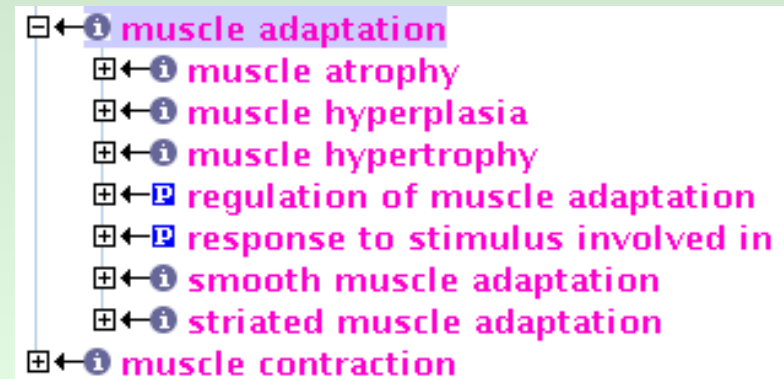 i muscle adaptation
i muscle atrophy
i muscle hyperplasia
i muscle hypertrophy
P regulation of muscle adaptation
P response to stimulus involved in
i smooth muscle adaptation
i striated muscle adaptation
i muscle contraction